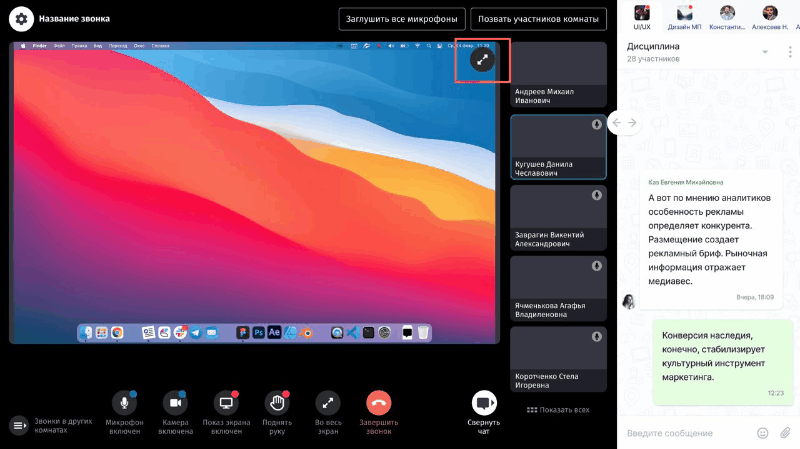 Название звонка
Заглушить все микрофоны
Позвать участников комнаты
Finder Файл Правка Вид Переход Окно Справка
Андреев Михаил
Иванович
Кугушев Данила
Чеславович
Заврагин Викентий
Александрович
Ячменькова Агафья
Владиленовна
Коротченко Стела
Игоревна
Показать всех
Звонки в других
комнатах
Микрофон
включен
Камера
включена
Показ экрана
включен
Поднять
руку
Во весь
экран
Завершить
звонок
Свернуть
чат
UI/UX
Дизайн МП
Константи...
Алексеев Н.
Дисциплина
28 участников
Каз Евгения Михайловна
А вот по мнению аналитиков
особенность рекламы
определяет конкурента.
Размещение создает
рекламный бриф. Рыночная
информация отражает
медиавес.
Вчера, 18:09
Конверсия наследия,
конечно, стабилизирует
культурный инструмент
маркетинга.
12:23
Введите сообщение